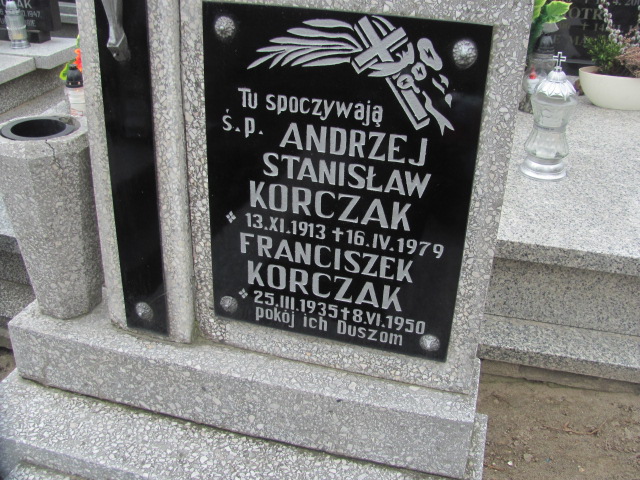 Tu spoczywają
ś.p. ANDRZEJ
STANISŁAW
KORCZAK
13.XI.1913 16.IV.1979
FRANCISZEK
KORCZAK
25.III.1935 8.VI.1950
pokój ich Duszom